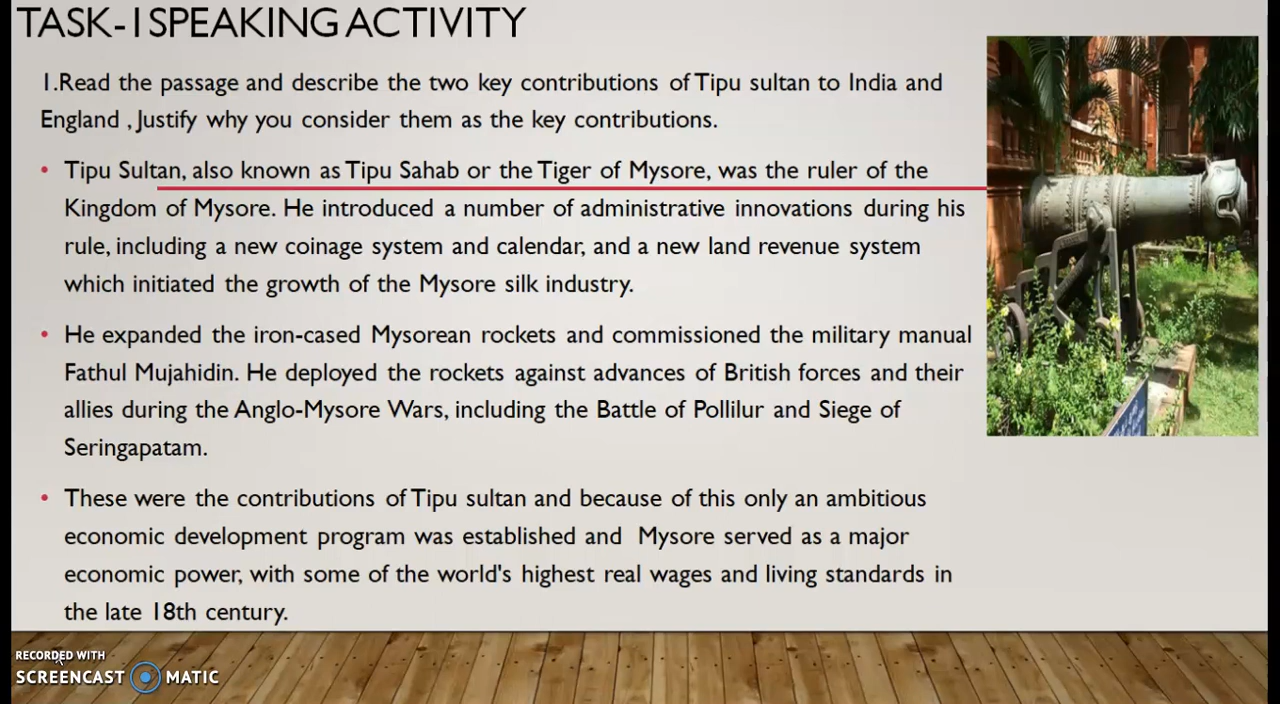 TASK-1 SPEAKING ACTIVITY
1.Read the passage and describe the two key contributions of Tipu sultan to India and
England , Justify why you consider them as the key contributions.
• Tipu Sultan, also known as Tipu Sahab or the Tiger of Mysore, was the ruler of the
Kingdom of Mysore. He introduced a number of administrative innovations during his
rule, including a new coinage system and calendar, and a new land revenue system
which initiated the growth of the Mysore silk industry.
• He expanded the iron-cased Mysorean rockets and commissioned the military manual
Fathul Mujahidin. He deployed the rockets against advances of British forces and their
allies during the Anglo-Mysore Wars, including the Battle of Pollilur and Siege of
Seringapatam.
• These were the contributions of Tipu sultan and because of this only an ambitious
economic development program was established and Mysore served as a major
economic power, with some of the world's highest real wages and living standards in
the late 18th century.
RECORDED WITH
SCREENCAST MATIC